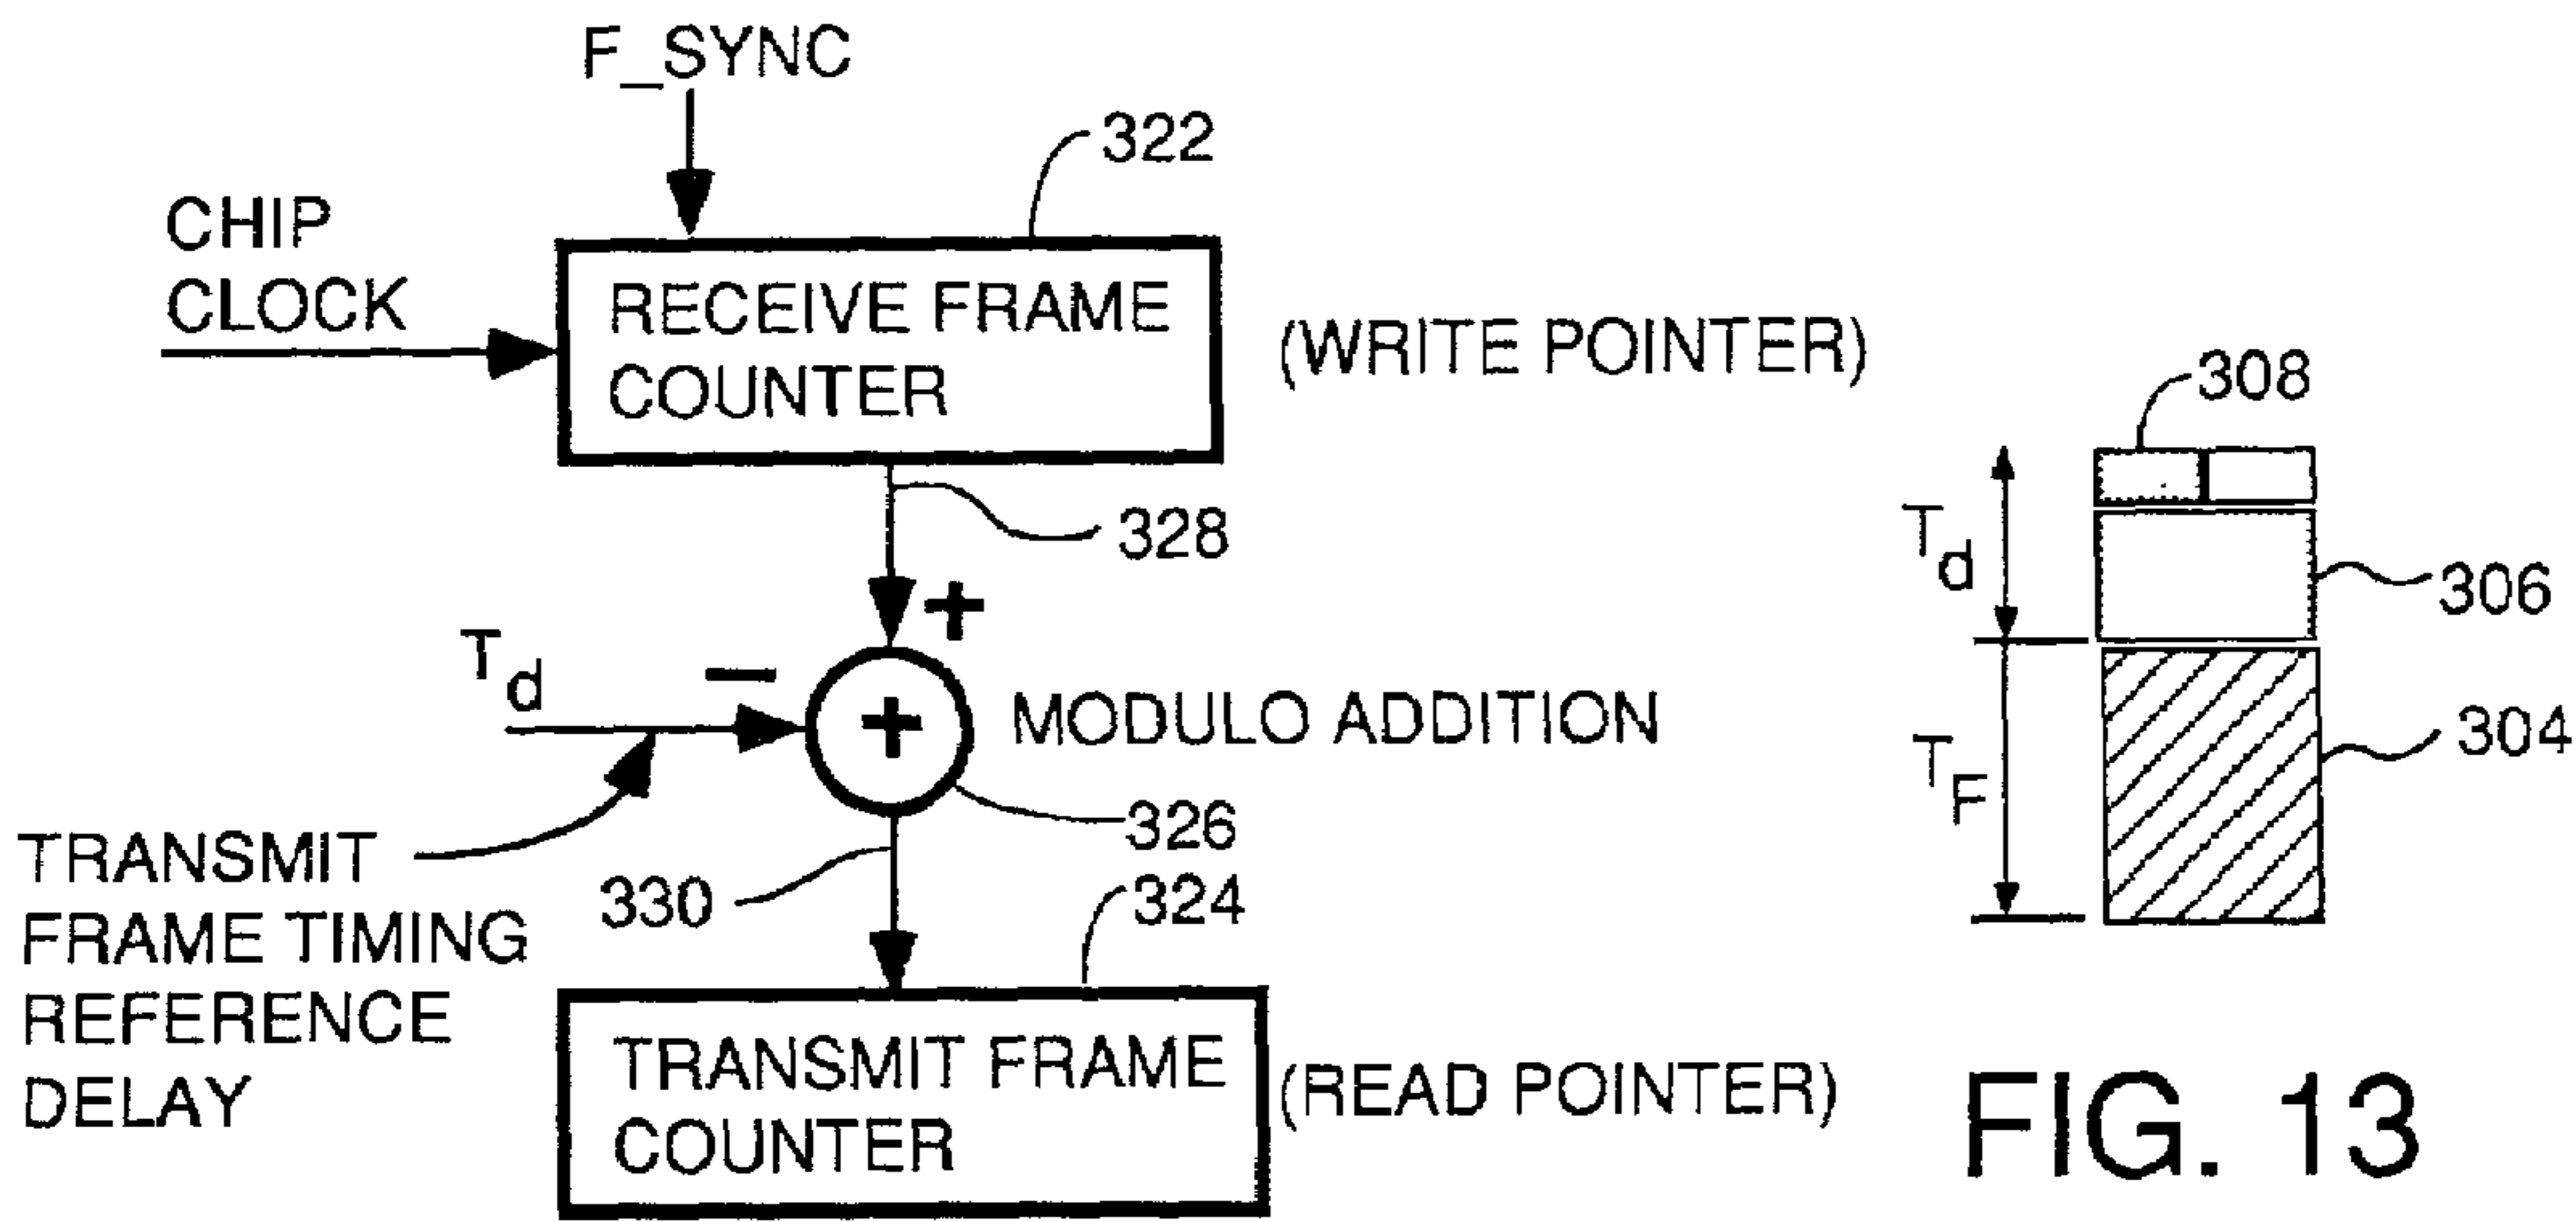 F_SYNC
322
CHIP
CLOCK
RECEIVE FRAME
COUNTER
(WRITE POINTER)
308
328
+
Td
306
Td
−
+
MODULO ADDITION
TF
304
326
TRANSMIT
FRAME TIMING
REFERENCE
DELAY
330
324
TRANSMIT FRAME
COUNTER
(READ POINTER)
FIG. 13